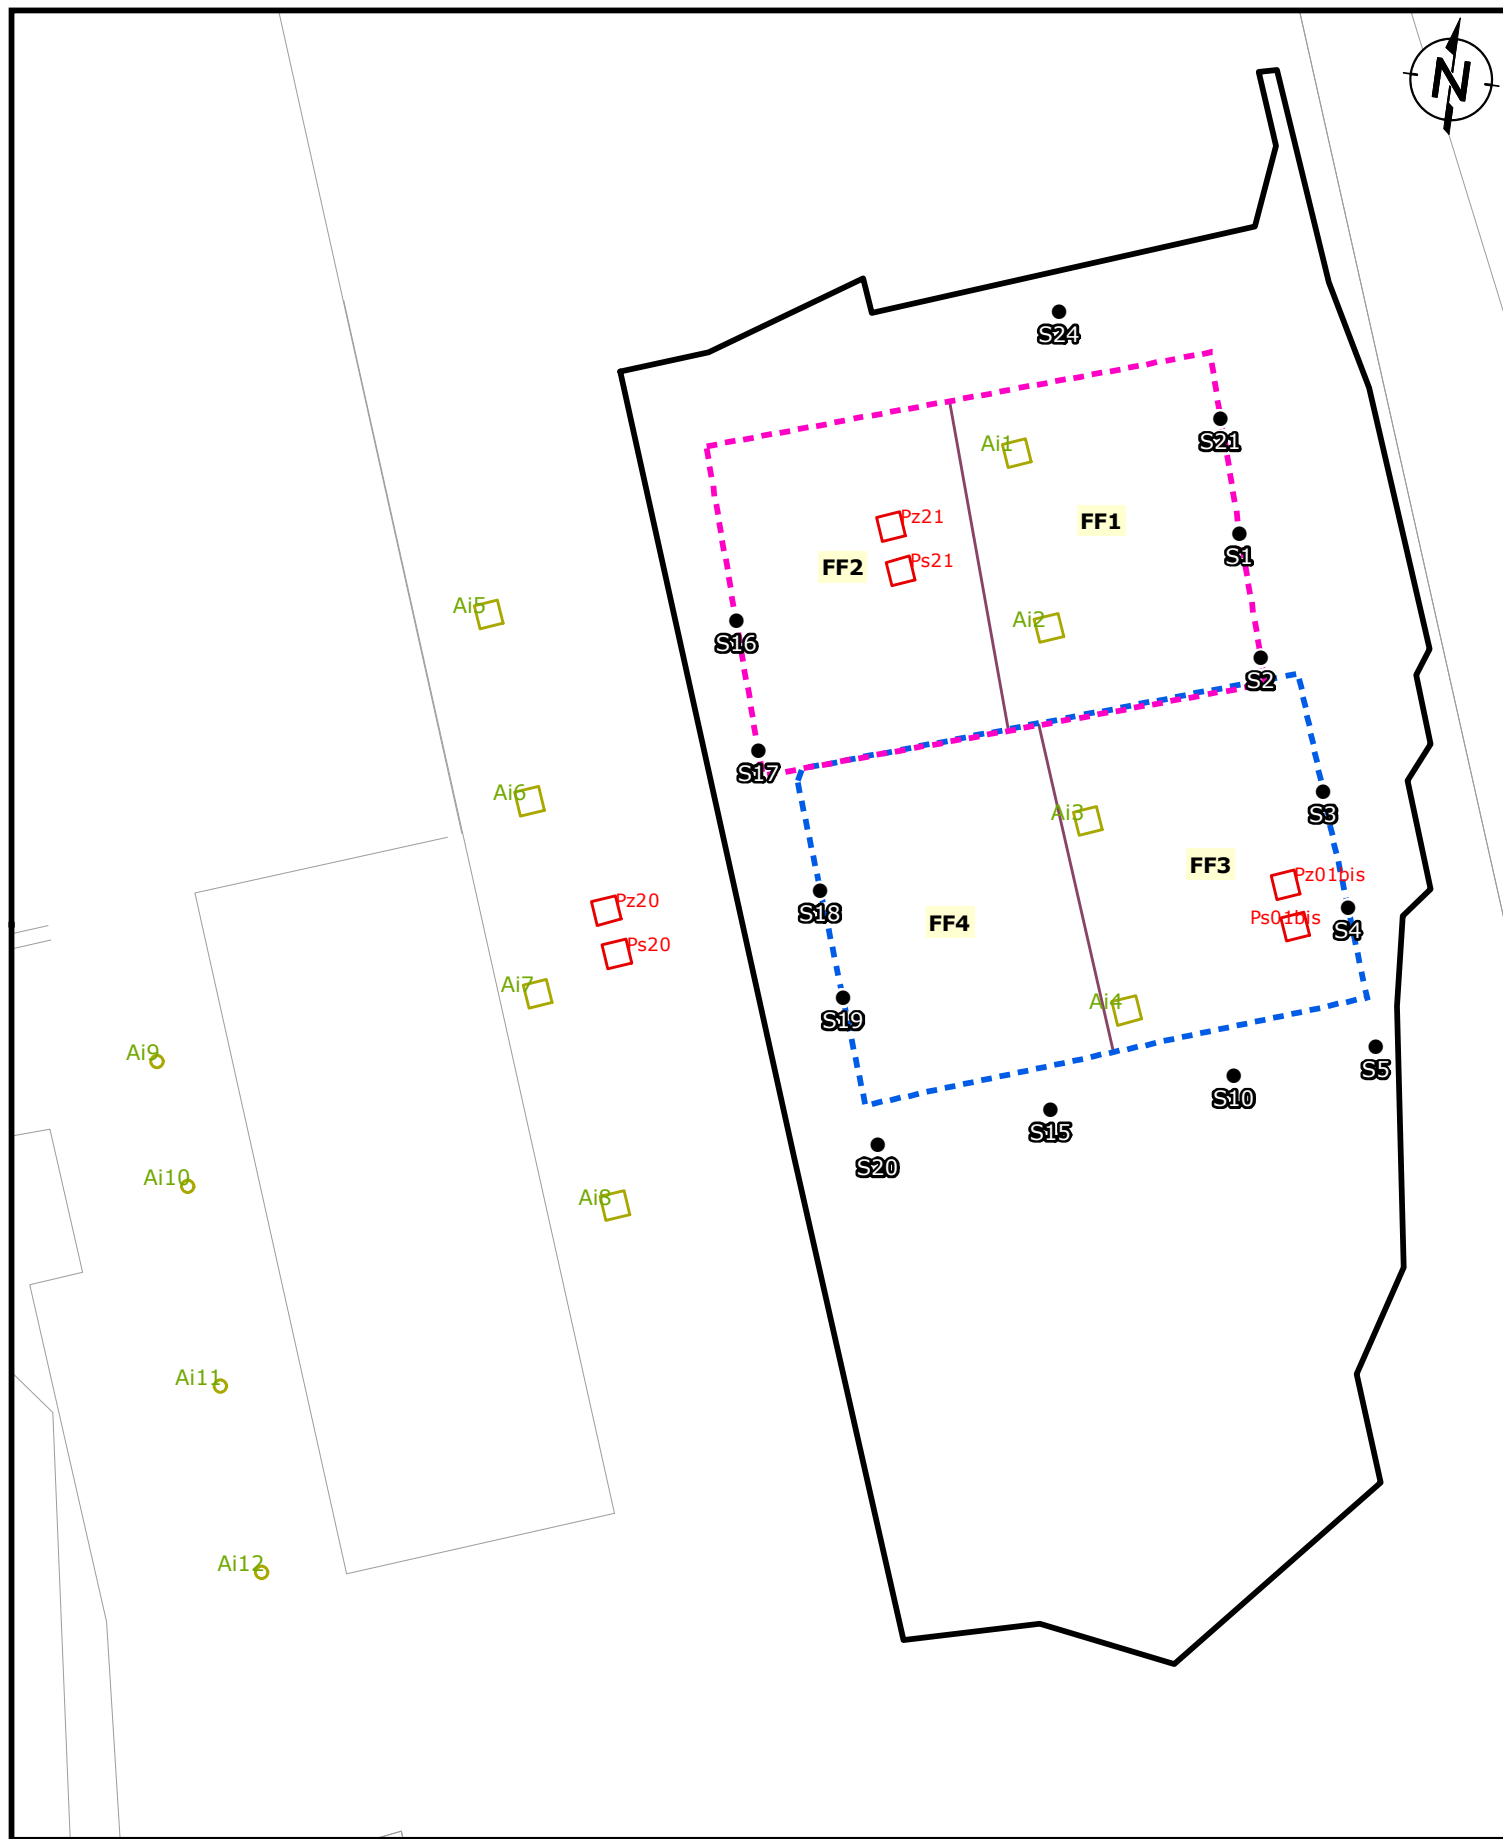 N
S24
S21
Ai1
Pz21
FF1
S1
Ps21
FF2
Ai5
Ai2
S16
S2
S17
Ai6
Ai3
S3
FF3
Pz01bis
Pz20
S18
Ps01bis
FF4
S4
Ps20
Ai7
Ai4
S19
Ai9
S5
S10
S15
S20
Ai10
Ai8
Ai11
Ai12